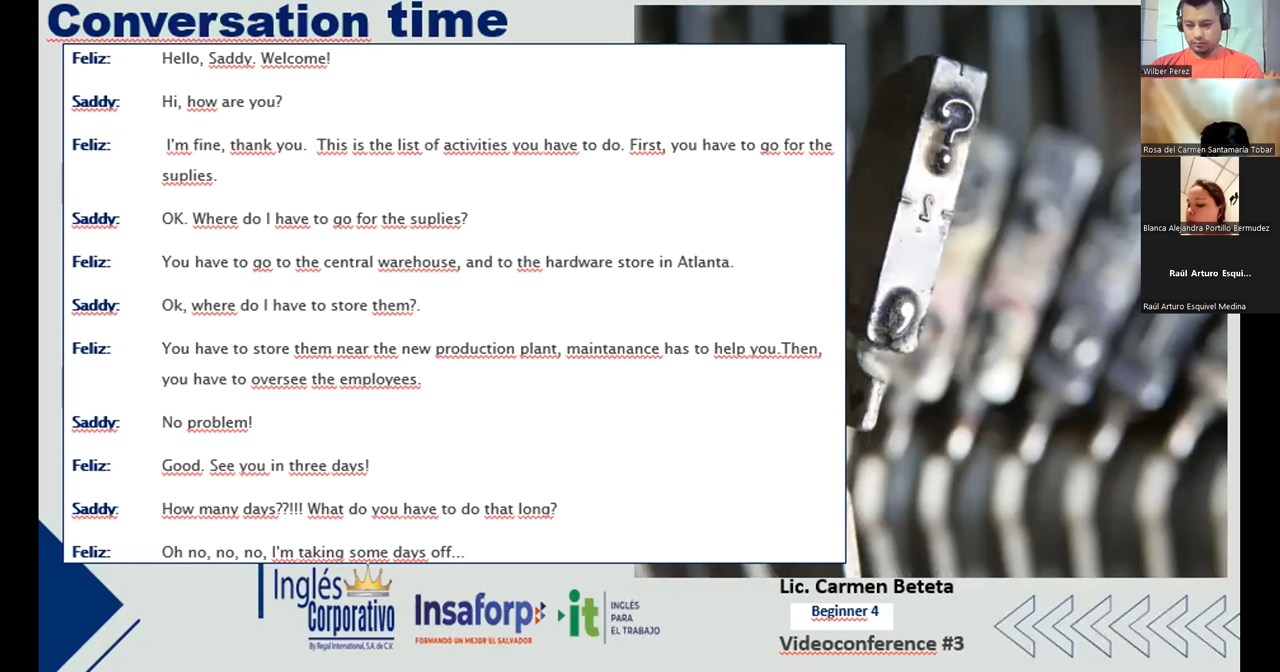 Conversation time
Feliz: Hello, Saddy. Welcome!
Saddy: Hi, how are you?
Feliz: I'm fine, thank you. This is the list of activities you have to do. First, you have to go for the
suplies.
Saddy: OK. Where do I have to go for the suplies?
Feliz: You have to go to the central warehouse, and to the hardware store in Atlanta.
Saddy: Ok, where do I have to store them?.
Feliz: You have to store them near the new production plant, maintanance has to help you.Then,
you have to oversee the employees.
Saddy: No problem!
Feliz: Good. See you in three days!
Saddy: How many days??!!! What do you have to do that long?
Feliz: Oh no, no, no, I'm taking some days off...
Inglés
Corporativo
By Regal International, S.A. de C.V.
Insaforp
FORMANDO UN MEJOR EL SALVADOR
it
INGLÉS
PARA
EL TRABAJO
Lic. Carmen Beteta
Beginner 4
Videoconference #3
?
2
,
Wilber Perez
Rosa del Carmen Santamaría Tobar
Blanca Alejandra Portillo Bermudez
Raúl Arturo Esqui...
Raúl Arturo Esquivel Medina